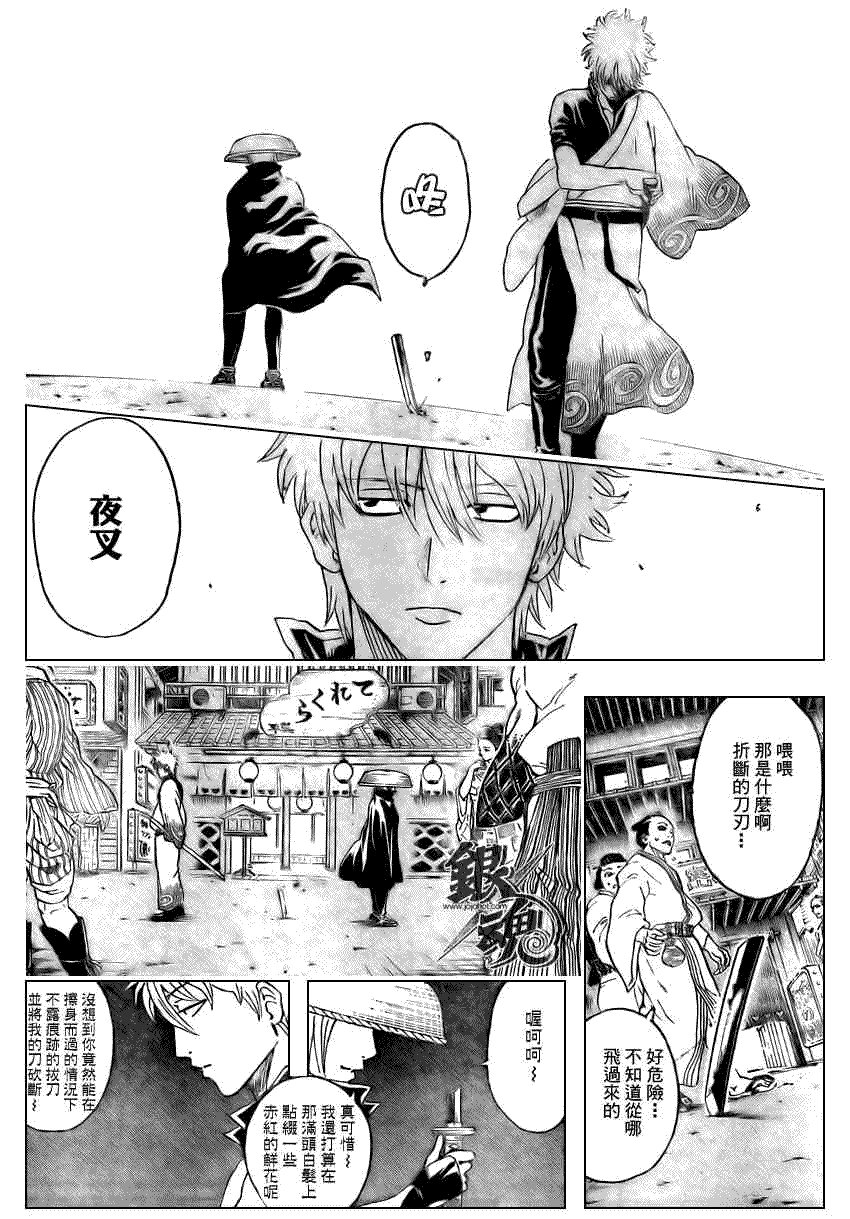 呀
夜叉
喂喂
那是什麼啊
折斷的刀刃…
好危險…
不知道從哪
飛過來的
らくれて
銀魂
www.jojohot.com
喔呵呵~
真可惜~
我還打算在
那滿頭白髮上
點綴一些
赤紅的鮮花呢
沒想到你竟然能在
擦身而過的情況下
不露痕跡的拔刀
並將我的刀砍斷~